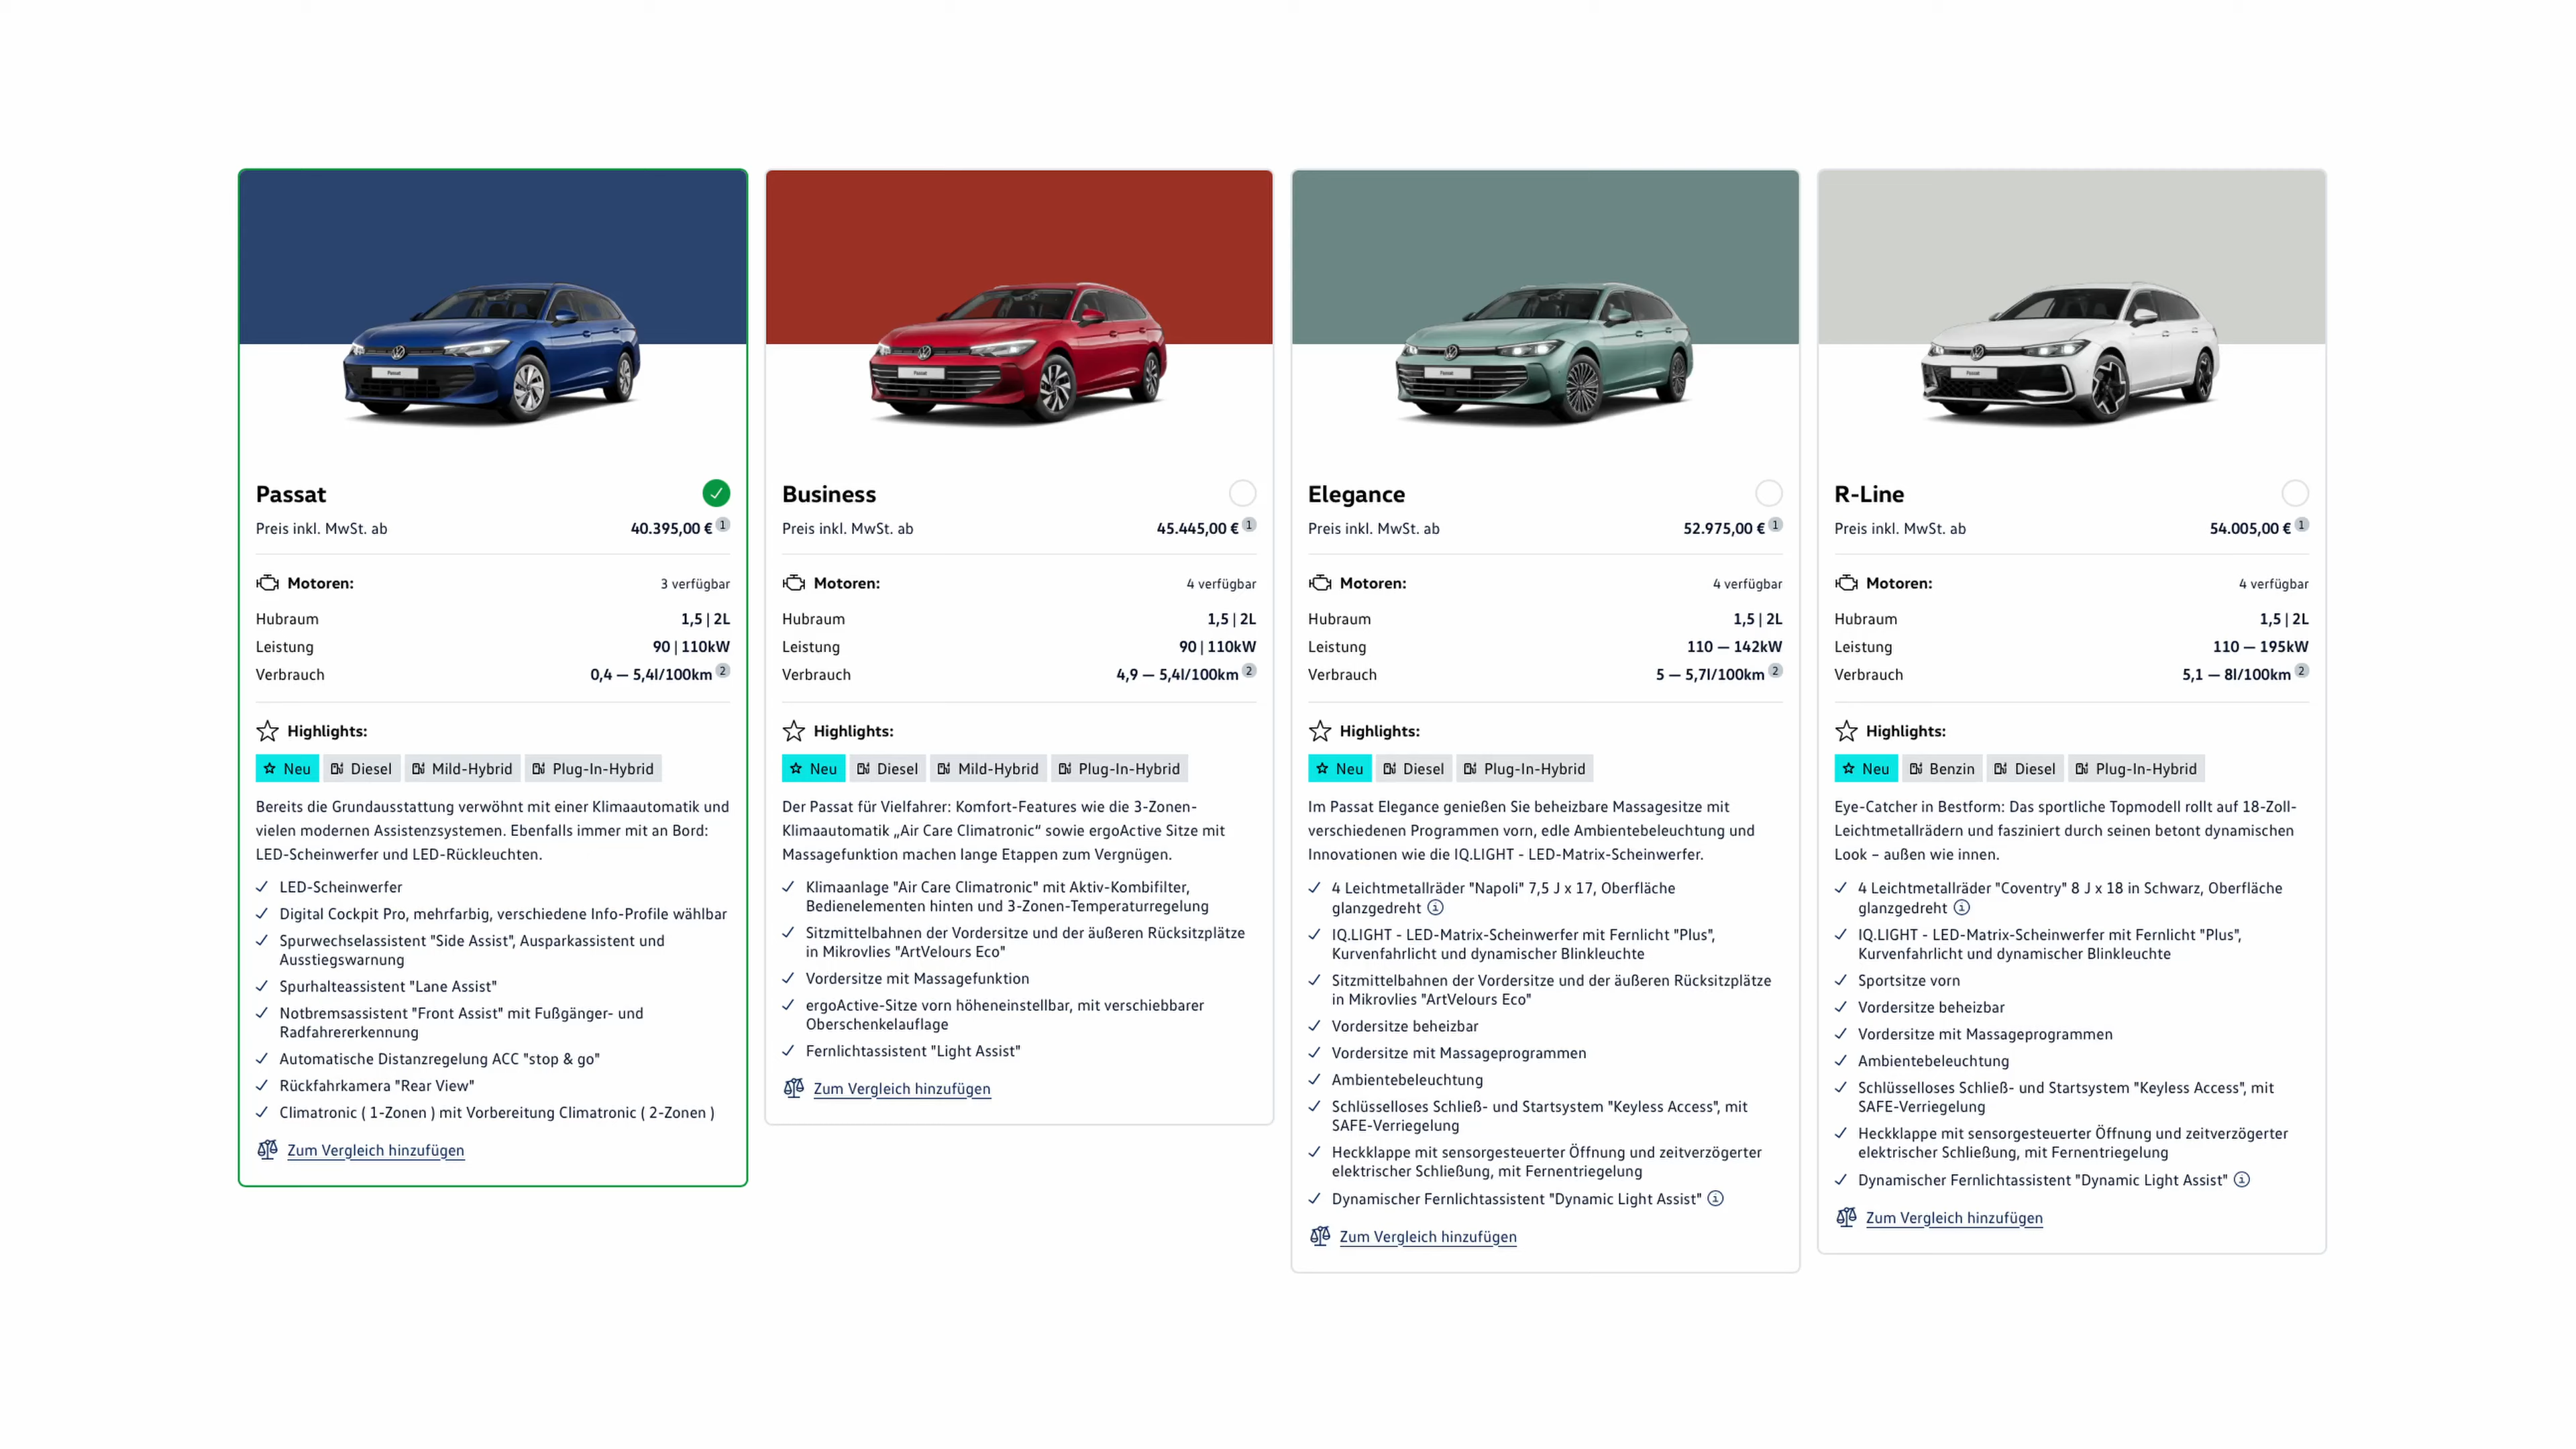 Passat
Passat
Preis inkl. MwSt. ab 40.395,00 € 1
Motoren: 3 verfügbar
Hubraum 1,5 | 2L
Leistung 90 | 110kW
Verbrauch 0,4 — 5,4l/100km 2
Highlights:
Neu Diesel Mild-Hybrid Plug-In-Hybrid
Bereits die Grundausstattung verwöhnt mit einer Klimaautomatik und
vielen modernen Assistenzsystemen. Ebenfalls immer mit an Bord:
LED-Scheinwerfer und LED-Rückleuchten.
LED-Scheinwerfer
Digital Cockpit Pro, mehrfarbig, verschiedene Info-Profile wählbar
Spurwechselassistent "Side Assist", Ausparkassistent und
Ausstiegswarnung
Spurhalteassistent "Lane Assist"
Notbremsassistent "Front Assist" mit Fußgänger- und
Radfahrererkennung
Automatische Distanzregelung ACC "stop & go"
Rückfahrkamera "Rear View"
Climatronic ( 1-Zonen ) mit Vorbereitung Climatronic ( 2-Zonen )
Zum Vergleich hinzufügen
Passat
Business
Preis inkl. MwSt. ab 45.445,00 € 1
Motoren: 4 verfügbar
Hubraum 1,5 | 2L
Leistung 90 | 110kW
Verbrauch 4,9 — 5,4l/100km 2
Highlights:
Neu Diesel Mild-Hybrid Plug-In-Hybrid
Der Passat für Vielfahrer: Komfort-Features wie die 3-Zonen-
Klimaautomatik „Air Care Climatronic“ sowie ergoActive Sitze mit
Massagefunktion machen lange Etappen zum Vergnügen.
Klimaanlage "Air Care Climatronic" mit Aktiv-Kombifilter,
Bedienelementen hinten und 3-Zonen-Temperaturregelung
Sitzmittelbahnen der Vordersitze und der äußeren Rücksitzplätze
in Mikrovlies "ArtVelours Eco"
Vordersitze mit Massagefunktion
ergoActive-Sitze vorn höheneinstellbar, mit verschiebbarer
Oberschenkelauflage
Fernlichtassistent "Light Assist"
Zum Vergleich hinzufügen
Passat
Elegance
Preis inkl. MwSt. ab 52.975,00 € 1
Motoren: 4 verfügbar
Hubraum 1,5 | 2L
Leistung 110 — 142kW
Verbrauch 5 — 5,7l/100km 2
Highlights:
Neu Diesel Plug-In-Hybrid
Im Passat Elegance genießen Sie beheizbare Massagesitze mit
verschiedenen Programmen vorn, edle Ambientebeleuchtung und
Innovationen wie die IQ.LIGHT - LED-Matrix-Scheinwerfer.
4 Leichtmetallräder "Napoli" 7,5 J x 17, Oberfläche
glanzgedreht
IQ.LIGHT - LED-Matrix-Scheinwerfer mit Fernlicht "Plus",
Kurvenfahrlicht und dynamischer Blinkleuchte
Sitzmittelbahnen der Vordersitze und der äußeren Rücksitzplätze
in Mikrovlies "ArtVelours Eco"
Vordersitze beheizbar
Vordersitze mit Massageprogrammen
Ambientebeleuchtung
Schlüsselloses Schließ- und Startsystem "Keyless Access", mit
SAFE-Verriegelung
Heckklappe mit sensorgesteuerter Öffnung und zeitverzögerter
elektrischer Schließung, mit Fernentriegelung
Dynamischer Fernlichtassistent "Dynamic Light Assist"
Zum Vergleich hinzufügen
Passat
R-Line
Preis inkl. MwSt. ab 54.005,00 € 1
Motoren: 4 verfügbar
Hubraum 1,5 | 2L
Leistung 110 — 195kW
Verbrauch 5,1 — 8l/100km 2
Highlights:
Neu Benzin Diesel Plug-In-Hybrid
Eye-Catcher in Bestform: Das sportliche Topmodell rollt auf 18-Zoll-
Leichtmetallrädern und fasziniert durch seinen betont dynamischen
Look – außen wie innen.
4 Leichtmetallräder "Coventry" 8 J x 18 in Schwarz, Oberfläche
glanzgedreht
IQ.LIGHT - LED-Matrix-Scheinwerfer mit Fernlicht "Plus",
Kurvenfahrlicht und dynamischer Blinkleuchte
Sportsitze vorn
Vordersitze beheizbar
Vordersitze mit Massageprogrammen
Ambientebeleuchtung
Schlüsselloses Schließ- und Startsystem "Keyless Access", mit
SAFE-Verriegelung
Heckklappe mit sensorgesteuerter Öffnung und zeitverzögerter
elektrischer Schließung, mit Fernentriegelung
Dynamischer Fernlichtassistent "Dynamic Light Assist"
Zum Vergleich hinzufügen